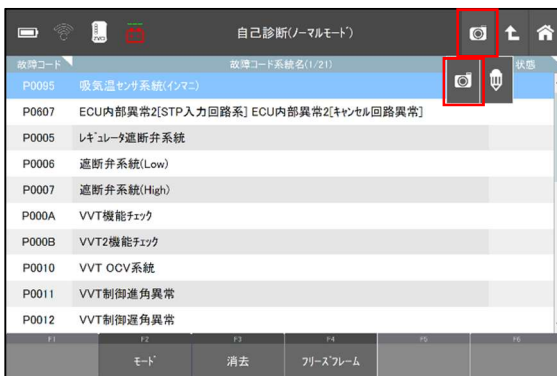 自己診断(ノーマルモード)
故障コード 故障コード系統名(1/21) 状態
P0095 吸気温センサ系統(インマニ)
P0607 ECU内部異常2[STP入力回路系] ECU内部異常2[キャンセル回路異常]
P0005 レギュレータ遮断弁系統
P0006 遮断弁系統(Low)
P0007 遮断弁系統(High)
P000A VVT機能チェック
P000B VVT2機能チェック
P0010 VVT OCV系統
P0011 VVT制御進角異常
P0012 VVT制御遅角異常
F1 F2 F3 F4 F5 F6
モード 消去 フリーズフレーム